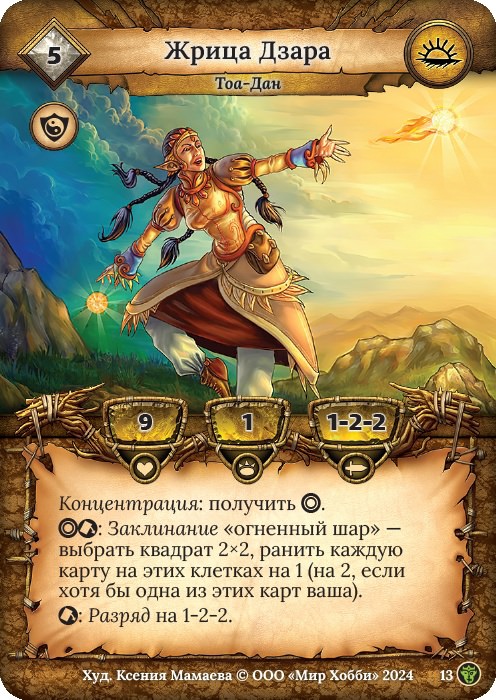 5
Жрица Дзара
Тоа-Дан
9
1
1-2-2
Концентрация: получить .
: Заклинание «огненный шар» —
выбрать квадрат 2×2, ранить каждую
карту на этих клетках на 1 (на 2, если
хотя бы одна из этих карт ваша).
: Разряд на 1-2-2.
Худ. Ксения Мамаева © ООО «Мир Хобби» 2024
13